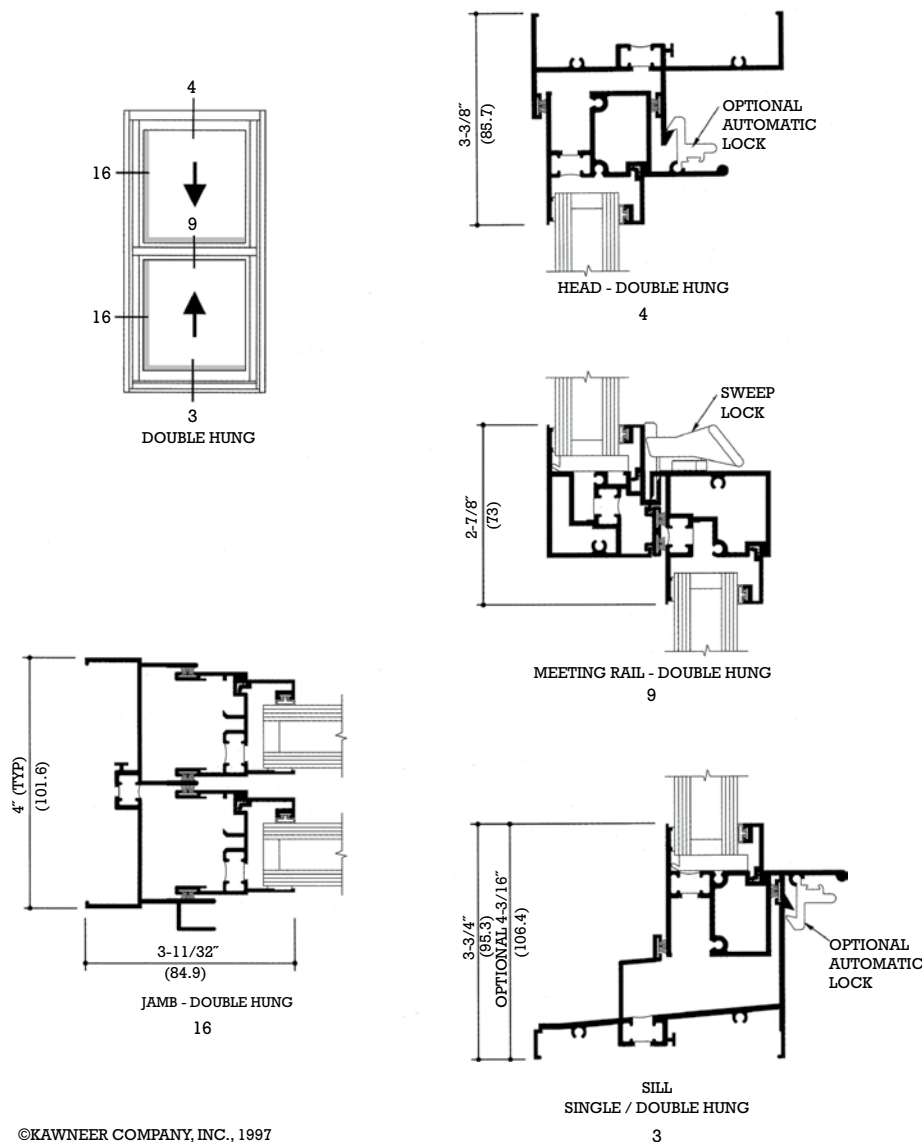 4
16
9
16
3
DOUBLE HUNG
3-3/8"
(85.7)
OPTIONAL
AUTOMATIC
LOCK
HEAD - DOUBLE HUNG
4
SWEEP
LOCK
2-7/8"
(73)
MEETING RAIL - DOUBLE HUNG
9
4" (TYP)
(101.6)
3-11/32"
(84.9)
JAMB - DOUBLE HUNG
16
3-3/4"
(95.3)
OPTIONAL 4-3/16"
(106.4)
OPTIONAL
AUTOMATIC
LOCK
SILL
SINGLE / DOUBLE HUNG
3
©KAWNEER COMPANY, INC., 1997